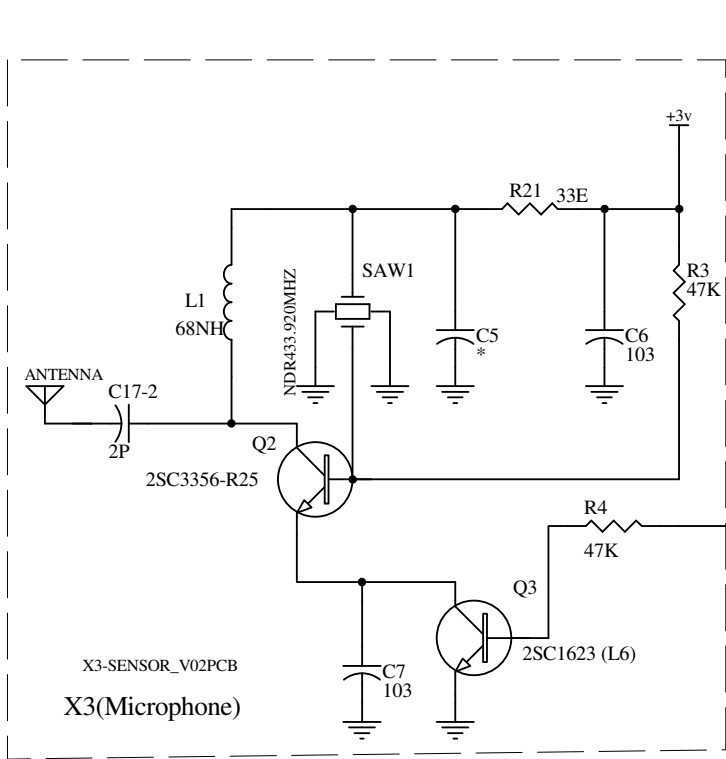 +3v
R21 33E
SAW1
R3
47K
L1
68NH
NDR433.920MHZ
C5
*
C6
103
ANTENNA
C17-2
2P
Q2
2SC3356-R25
R4
47K
Q3
2SC1623 (L6)
X3-SENSOR_V02PCB
C7
103
X3(Microphone)